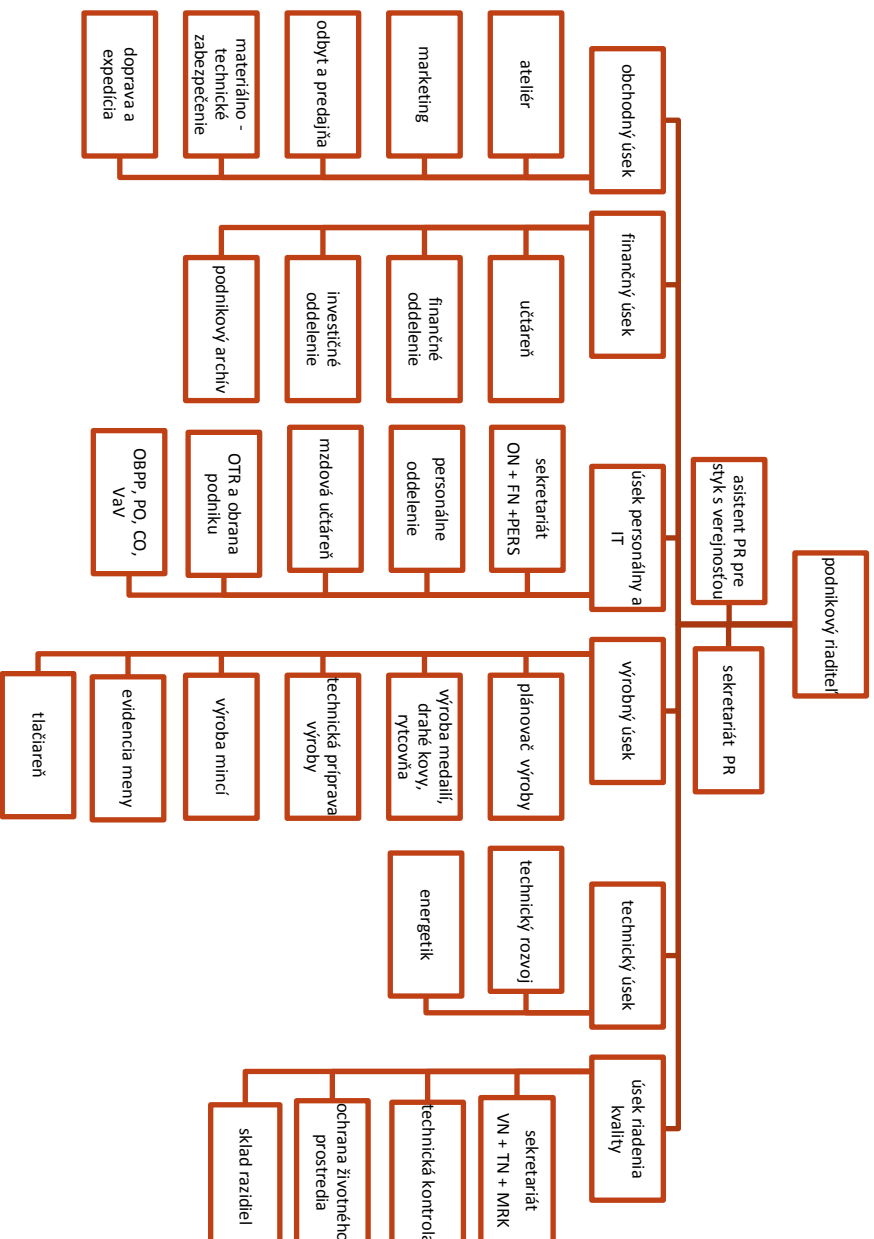 podnikový riaditeľ
asistent PR pre
styk s verejnosťou
sekretariát  PR
obchodný úsek
ateliér
marketing
odbyt a predajňa
materiálno -
technické
zabezpečenie
doprava a
expedícia
finančný úsek
učtáreň
finančné
oddelenie
investičné
oddelenie
podnikový archív
úsek personálny a
IT
sekretariát
ON + FN +PERS
personálne
oddelenie
mzdová učtáreň
OTR a obrana
podniku
OBPP, PO, CO,
VaV
výrobný úsek
plánovač  výroby
výroba medailí,
drahé kovy,
rytcovňa
technická príprava
výroby
výroba mincí
evidencia meny
tlačiareň
technický úsek
technický rozvoj
energetik
úsek riadenia
kvality
sekretariát
VN + TN + MRK
technická kontrola
ochrana životného
prostredia
sklad razidiel